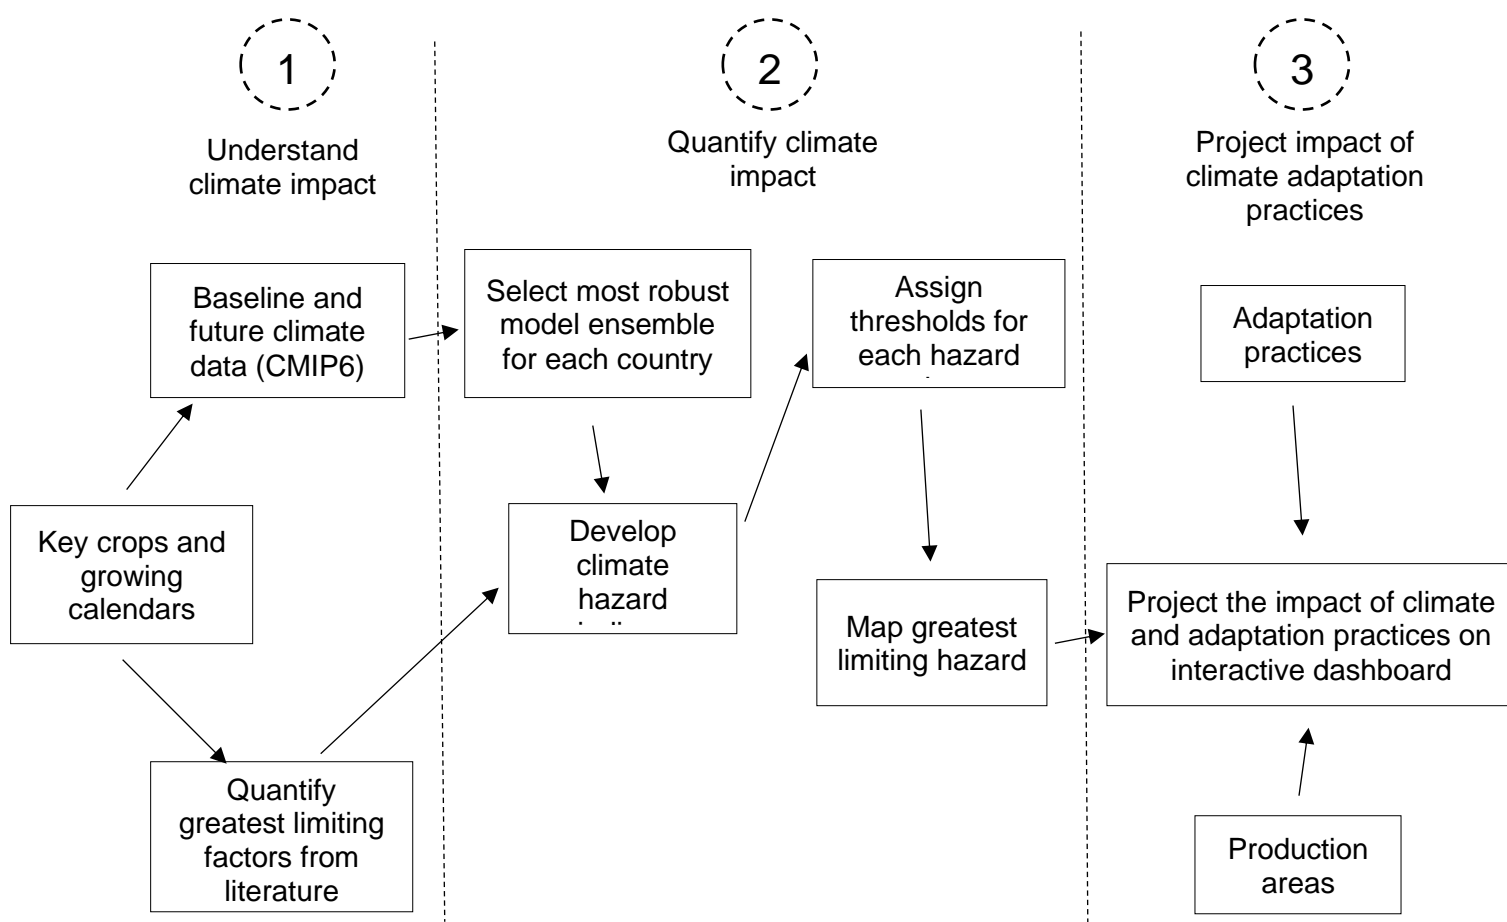 1
Understand
climate impact
Baseline and
future climate
data (CMIP6)
Key crops and
growing
calendars
Quantify
greatest limiting
factors from
literature
2
Quantify climate
impact
Select most robust
model ensemble
for each country
Develop
climate
hazard
Assign
thresholds for
each hazard
Map greatest
limiting hazard
3
Project impact of
climate adaptation
practices
Adaptation
practices
Project the impact of climate
and adaptation practices on
interactive dashboard
Production
areas